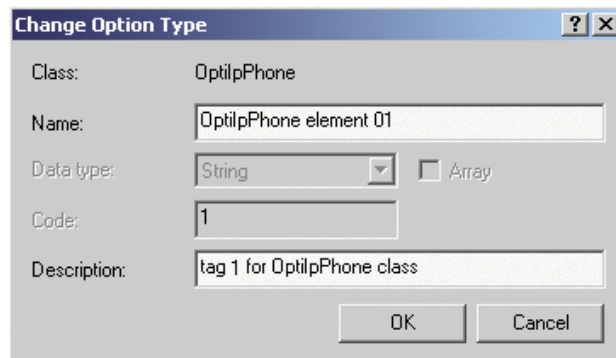 Change Option Type
Class: OptiIpPhone
Name: OptiIpPhone element 01
Data type: String Array
Code: 1
Description: tag 1 for OptiIpPhone class
OK Cancel